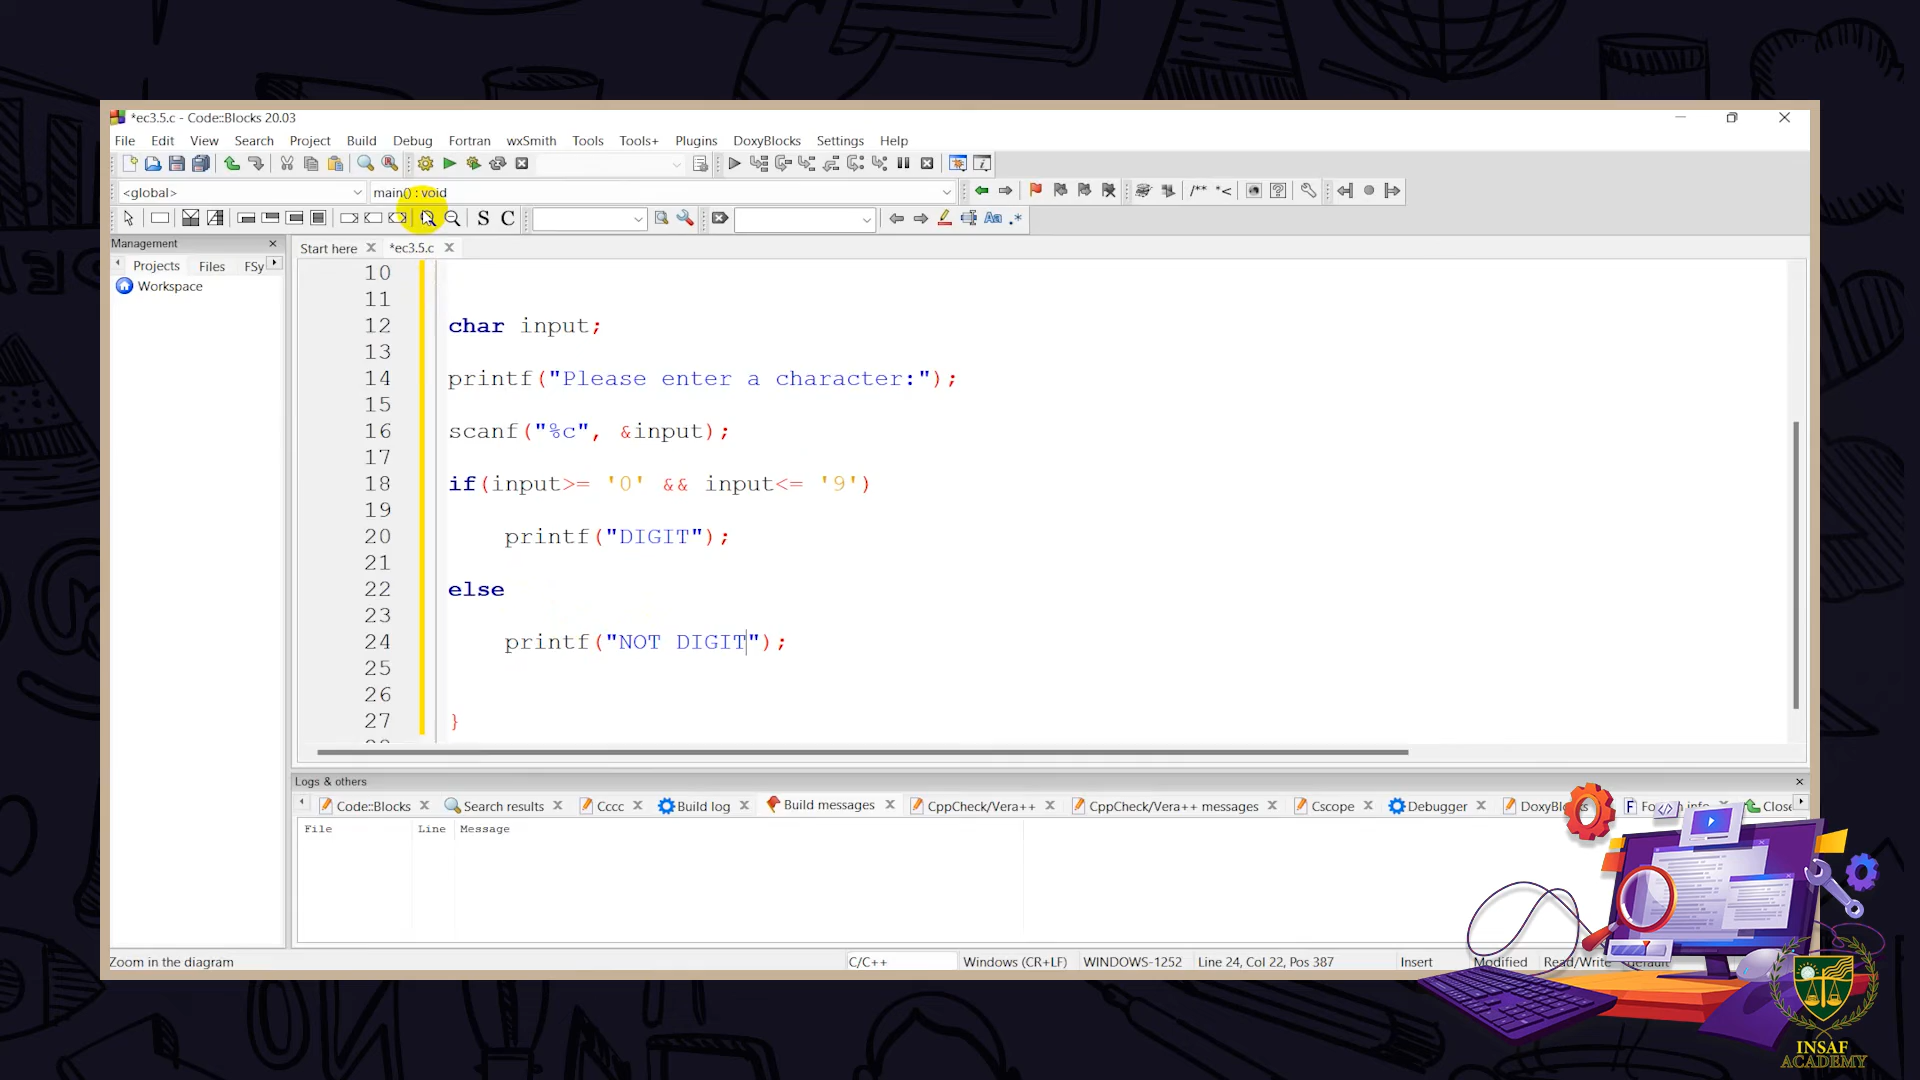 *ec3.5.c - Code::Blocks 20.03
File Edit View Search Project Build Debug Fortran wxSmith Tools Tools+ Plugins DoxyBlocks Settings Help
<global> main() : void
S C
Management
Start here *ec3.5.c
Projects Files FSy
Workspace
10
11
12 char input;
13
14 printf("Please enter a character:");
15
16 scanf("%c", &input);
17
18 if(input>= '0' && input<= '9')
19
20 printf("DIGIT");
21
22 else
23
24 printf("NOT DIGIT");
25
26
27 }
Logs & others
Code::Blocks Search results Cccc Build log Build messages CppCheck/Vera++ CppCheck/Vera++ messages Cscope Debugger Close
File Line Message
Zoom in the diagram C/C++ Windows (CR+LF) WINDOWS-1252 Line 24, Col 22, Pos 387 Insert Modified Read/Write
INSAF
ACADEMY